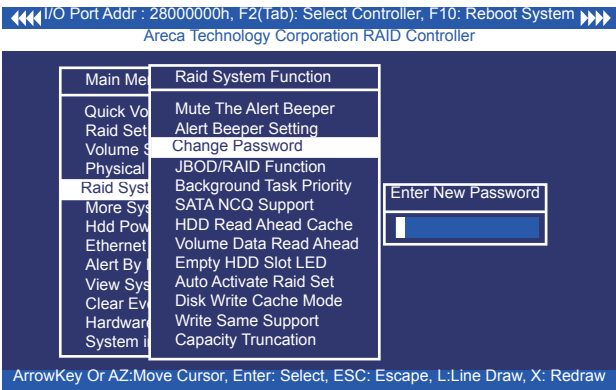 I/O Port Addr : 28000000h, F2(Tab): Select Controller, F10: Reboot System
Areca Technology Corporation RAID Controller
Main Me
Quick Vo
Raid Set
Volume S
Physical
Raid Syst
More Sys
Hdd Pow
Ethernet
Alert By
View Sys
Clear Eve
Hardware
System i
Raid System Function
Mute The Alert Beeper
Alert Beeper Setting
Change Password
JBOD/RAID Function
Background Task Priority
SATA NCQ Support
HDD Read Ahead Cache
Volume Data Read Ahead
Empty HDD Slot LED
Auto Activate Raid Set
Disk Write Cache Mode
Write Same Support
Capacity Truncation
Enter New Password
ArrowKey Or AZ:Move Cursor, Enter: Select, ESC: Escape, L:Line Draw, X: Redraw